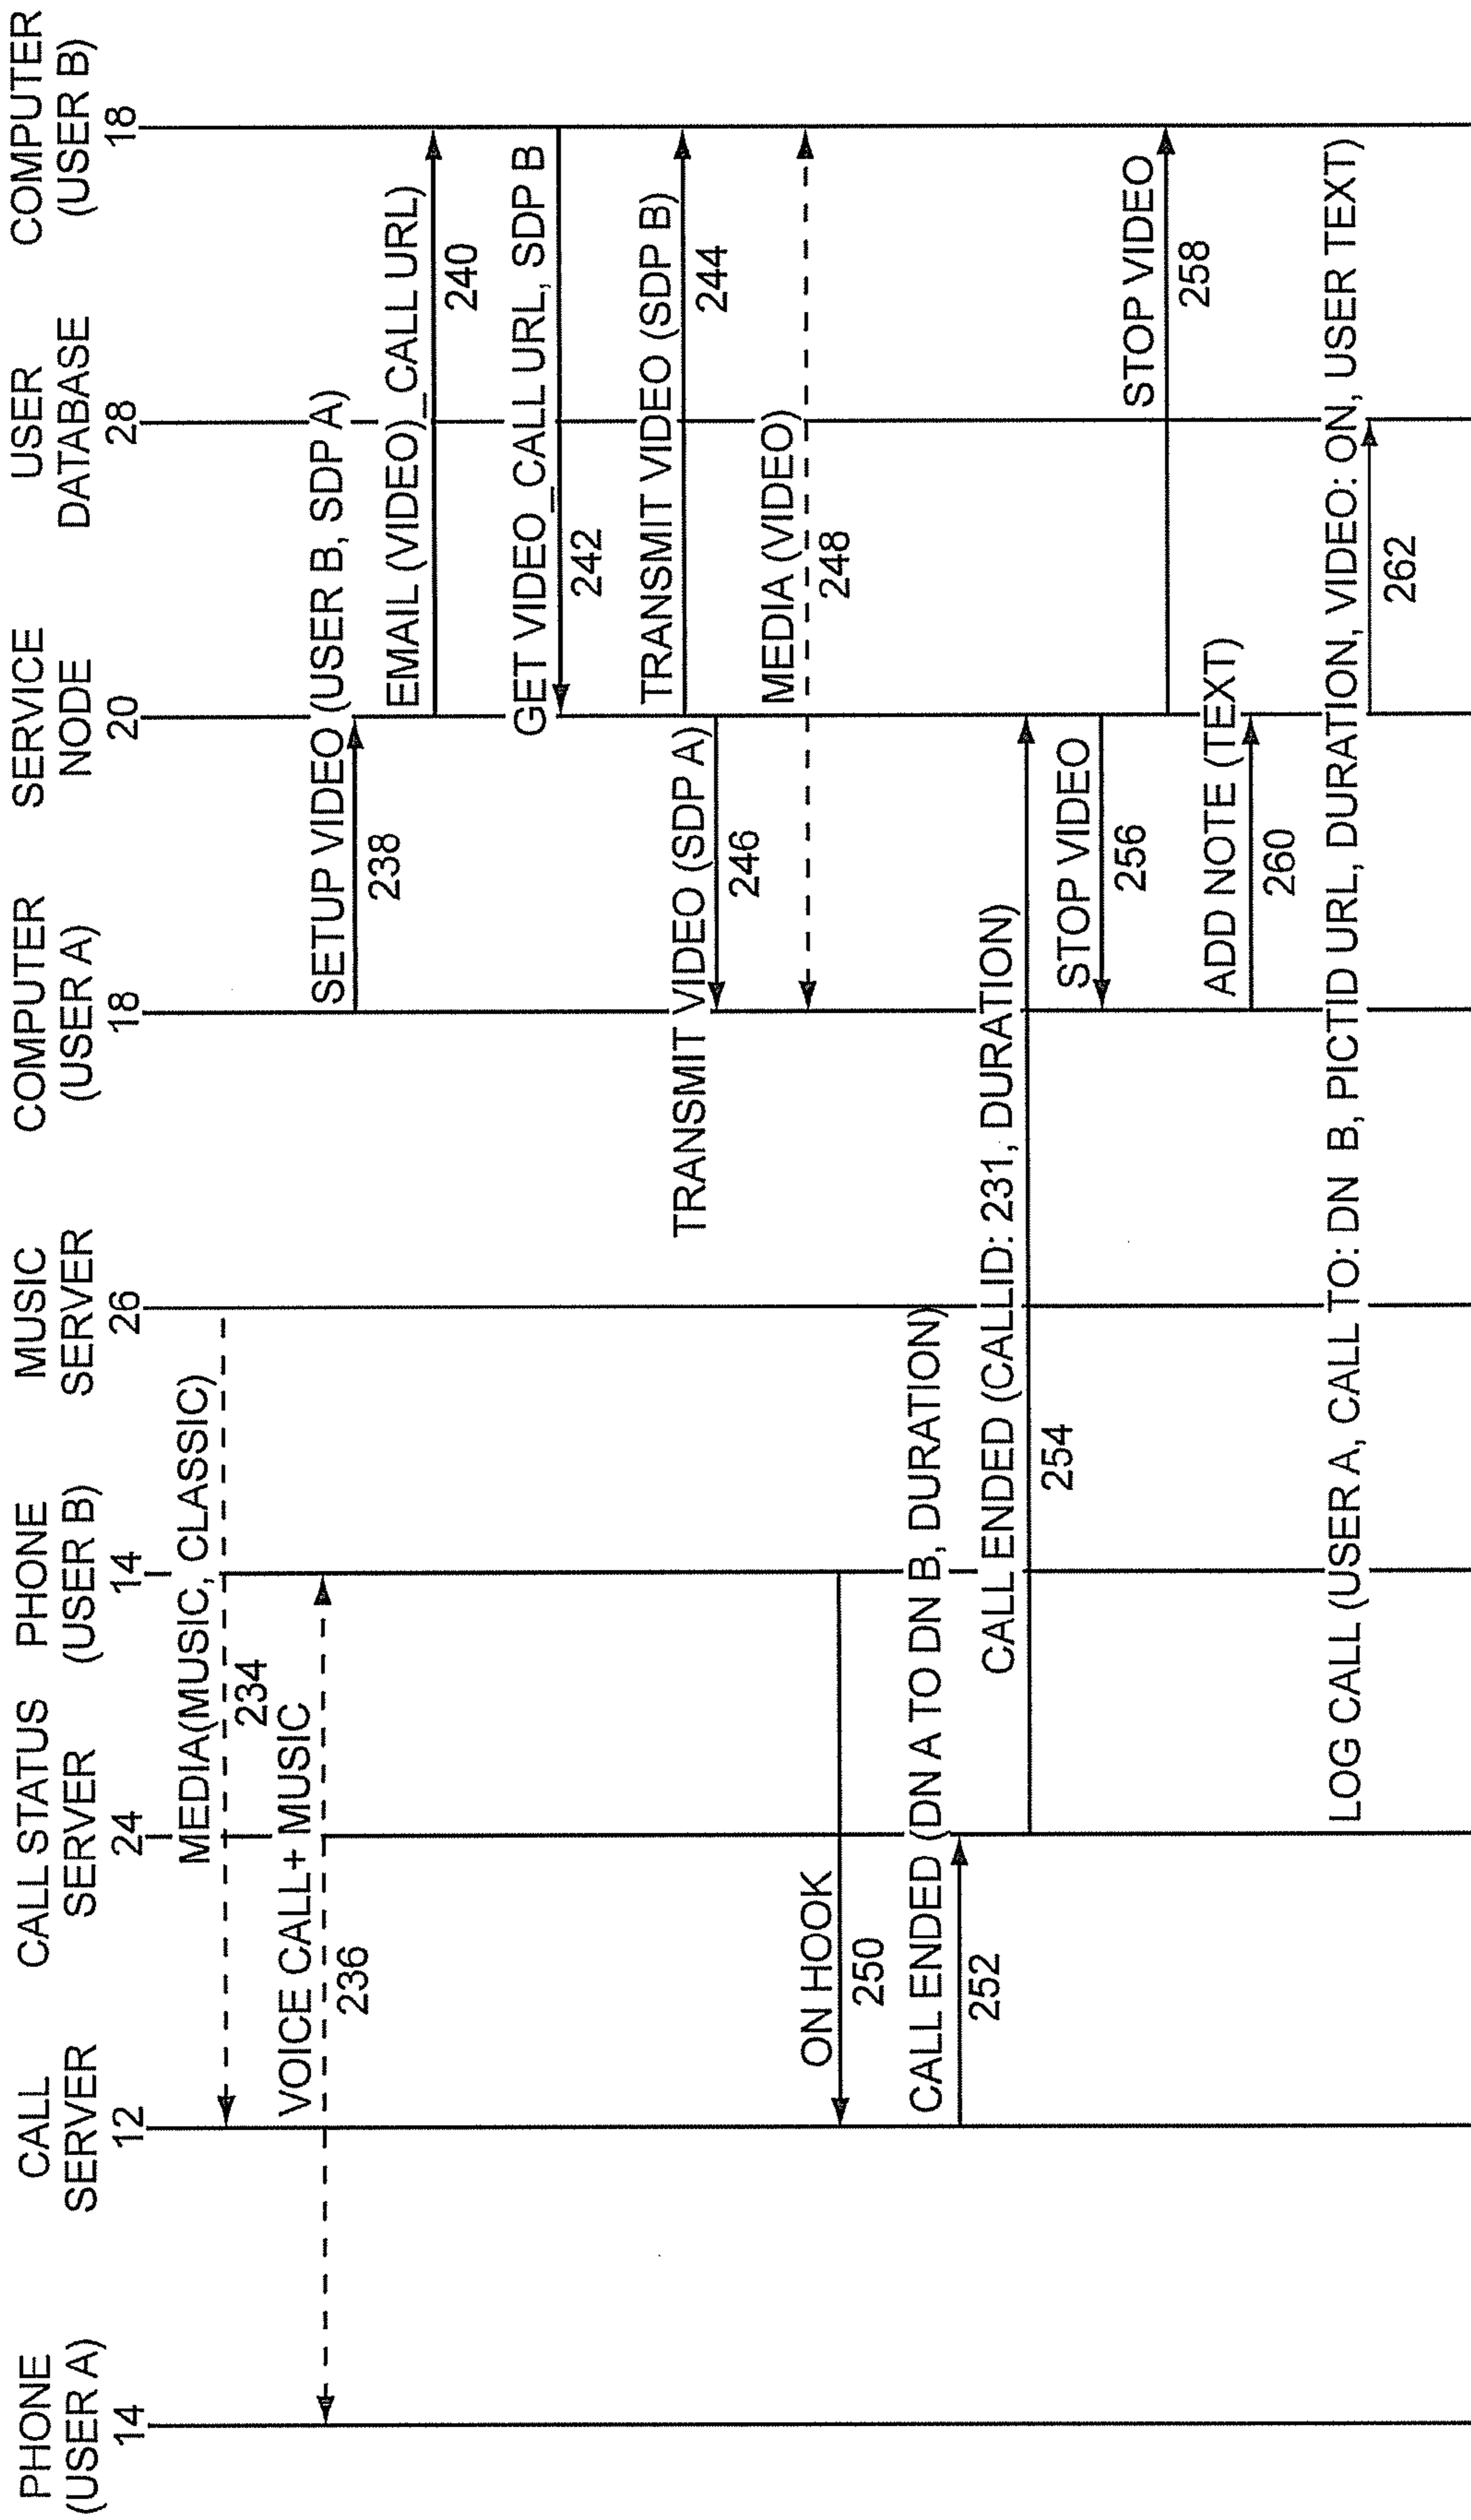 PHONE
(USER A)
14
CALL
SERVER
12
CALL STATUS
SERVER
24
PHONE
(USER B)
14
MUSIC
SERVER
26
COMPUTER
(USER A)
18
SERVICE
NODE
20
USER
DATABASE
28
COMPUTER
(USER B)
18
MEDIA(MUSIC, CLASSIC)
234
VOICE CALL+ MUSIC
236
SETUP VIDEO (USER B, SDP A)
238
EMAIL (VIDEO)_CALL URL)
240
GET VIDEO_CALL URL, SDP B
242
TRANSMIT VIDEO (SDP B)
244
TRANSMIT VIDEO (SDP A)
246
MEDIA (VIDEO)
248
ON HOOK
250
CALL ENDED (DN A TO DN B, DURATION)
252
CALL ENDED (CALLID: 231, DURATION)
254
STOP VIDEO
256
STOP VIDEO
258
ADD NOTE (TEXT)
260
LOG CALL (USER A, CALL TO: DN B, PICTID URL, DURATION, VIDEO: ON, USER TEXT)
262